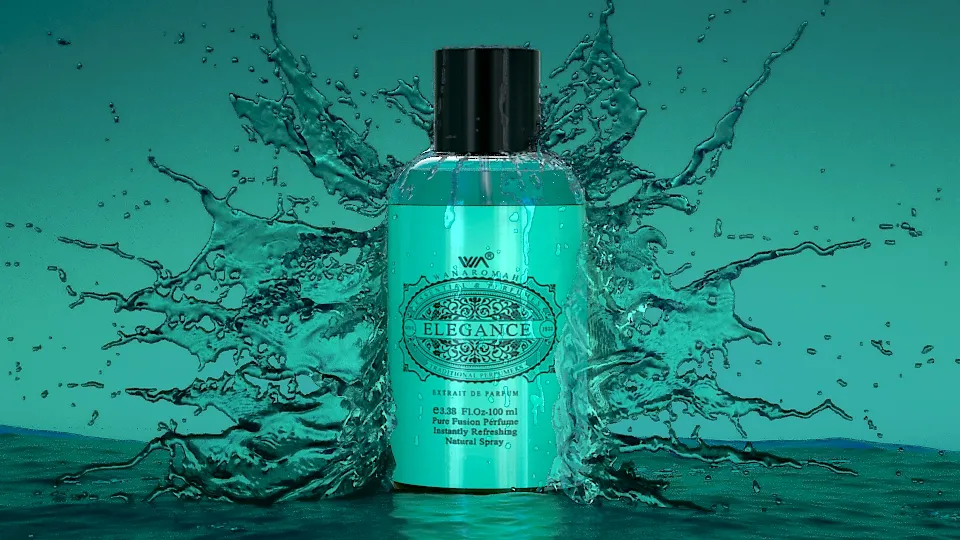 WA®
WANAROMAH
ELEGANCE
TRADITIONAL PERFUMERS
EXTRAIT DE PARFUM
℮3.38 Fl.Oz-100 ml
Pure Fusion Perfume
Instantly Refreshing
Natural Spray